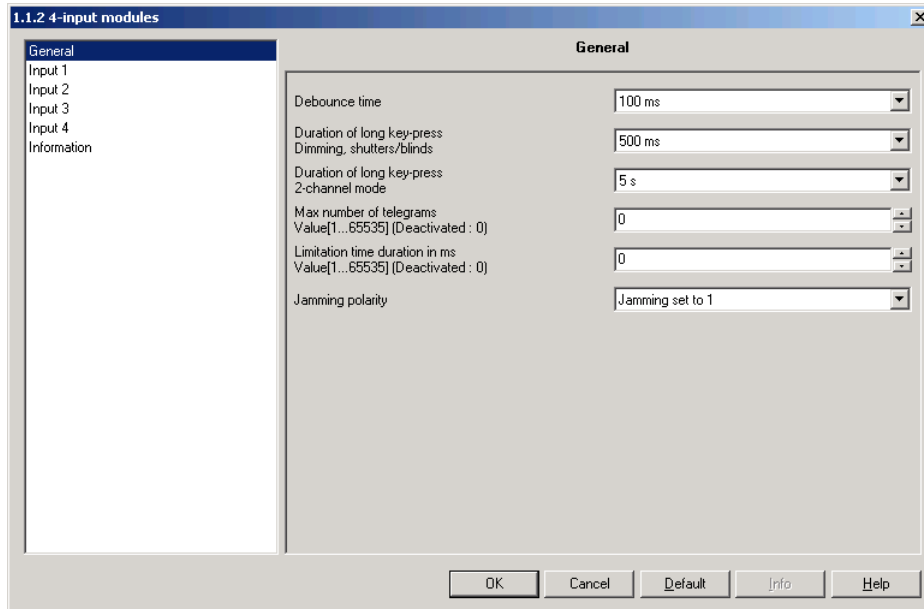 1.1.2 4-input modules
General
Input 1
Input 2
Input 3
Input 4
Information
General
Debounce time
100 ms
Duration of long key-press
Dimming, shutters/blinds
500 ms
Duration of long key-press
2-channel mode
5 s
Max number of telegrams
Value[1...65535] (Deactivated : 0)
0
Limitation time duration in ms
Value[1...65535] (Deactivated : 0)
0
Jamming polarity
Jamming set to 1
OK
Cancel
Default
Info
Help